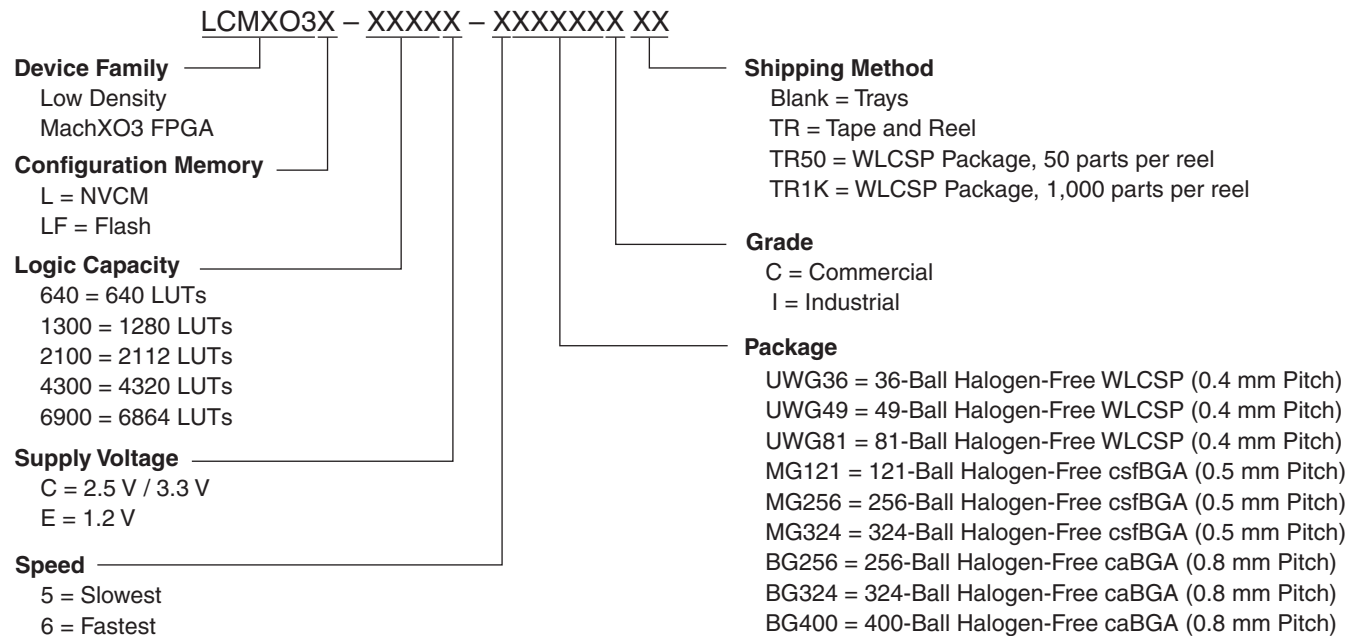 LCMXO3X – XXXXX – XXXXXXX XX
Device Family
Low Density
MachXO3 FPGA
Configuration Memory
L = NVCM
LF = Flash
Logic Capacity
640 = 640 LUTs
1300 = 1280 LUTs
2100 = 2112 LUTs
4300 = 4320 LUTs
6900 = 6864 LUTs
Supply Voltage
C = 2.5 V / 3.3 V
E = 1.2 V
Speed
5 = Slowest
6 = Fastest
Shipping Method
Blank = Trays
TR = Tape and Reel
TR50 = WLCSP Package, 50 parts per reel
TR1K = WLCSP Package, 1,000 parts per reel
Grade
C = Commercial
I = Industrial
Package
UWG36 = 36-Ball Halogen-Free WLCSP (0.4 mm Pitch)
UWG49 = 49-Ball Halogen-Free WLCSP (0.4 mm Pitch)
UWG81 = 81-Ball Halogen-Free WLCSP (0.4 mm Pitch)
MG121 = 121-Ball Halogen-Free csfBGA (0.5 mm Pitch)
MG256 = 256-Ball Halogen-Free csfBGA (0.5 mm Pitch)
MG324 = 324-Ball Halogen-Free csfBGA (0.5 mm Pitch)
BG256 = 256-Ball Halogen-Free caBGA (0.8 mm Pitch)
BG324 = 324-Ball Halogen-Free caBGA (0.8 mm Pitch)
BG400 = 400-Ball Halogen-Free caBGA (0.8 mm Pitch)